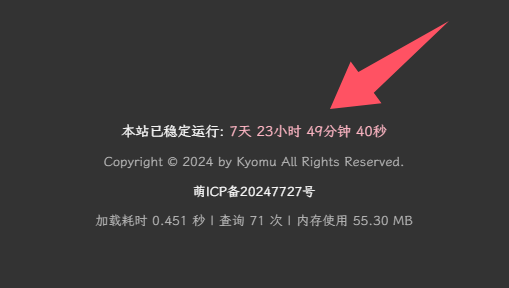 本站已稳定运行: 7天 23小时 49分钟 40秒
Copyright © 2024 by Kyomu All Rights Reserved.
萌ICP备20247727号
加载耗时 0.451 秒 | 查询 71 次 | 内存使用 55.30 MB